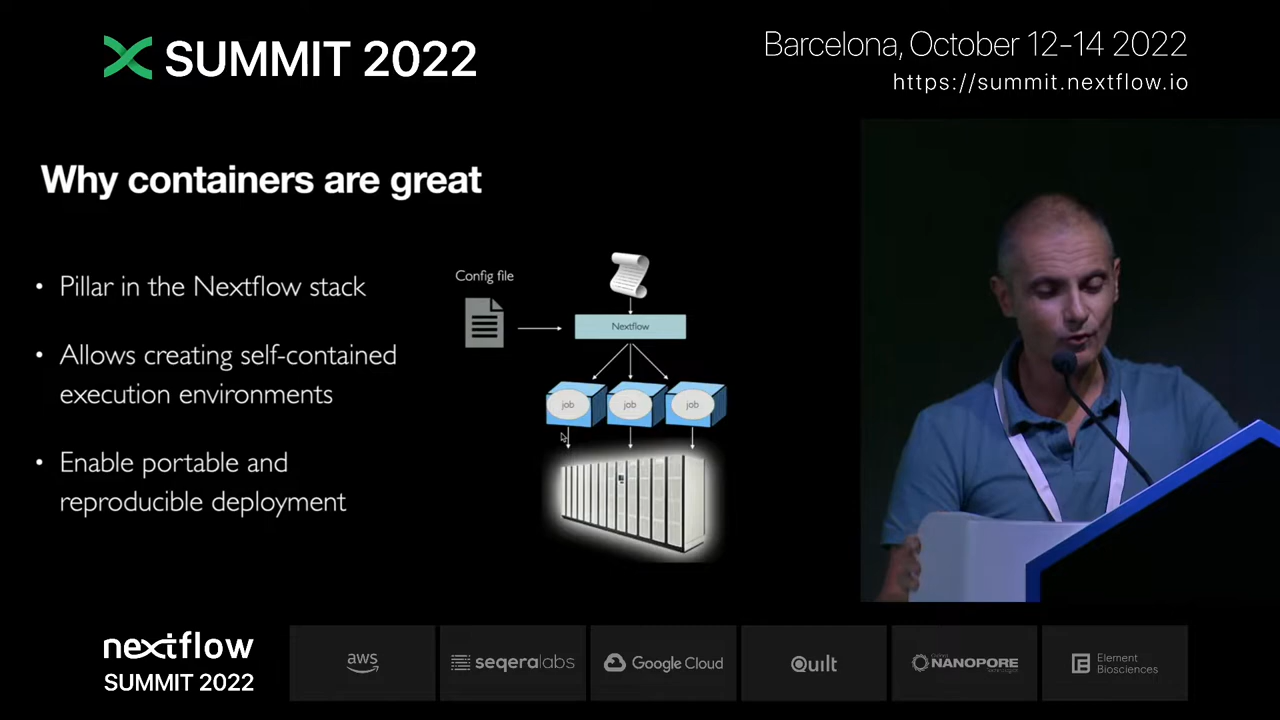 SUMMIT 2022
Barcelona, October 12-14 2022
https://summit.nextflow.io
Why containers are great
• Pillar in the Nextflow stack
• Allows creating self-contained
execution environments
• Enable portable and
reproducible deployment
Config file
Nextflow
job job job
nextflow
SUMMIT 2022
aws
seqeralabs
Google Cloud
Quilt
NANOPORE
Element
Biosciences